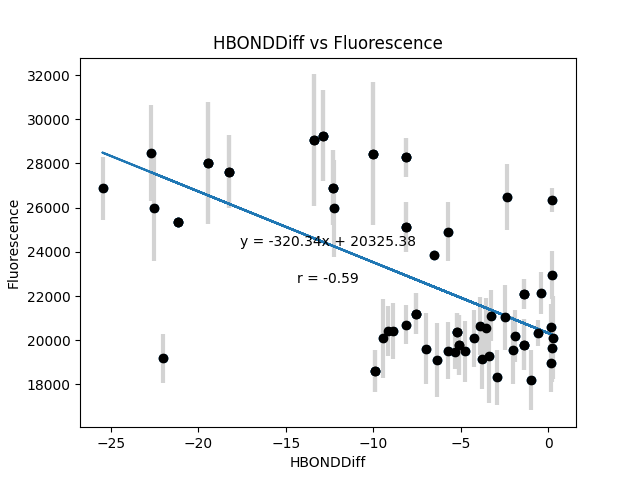 HBONDDiff vs Fluorescence
32000
30000
28000
26000
24000
22000
20000
18000
Fluorescence
y = -320.34x + 20325.38
r = -0.59
−25 −20 −15 −10 −5 0
HBONDDiff